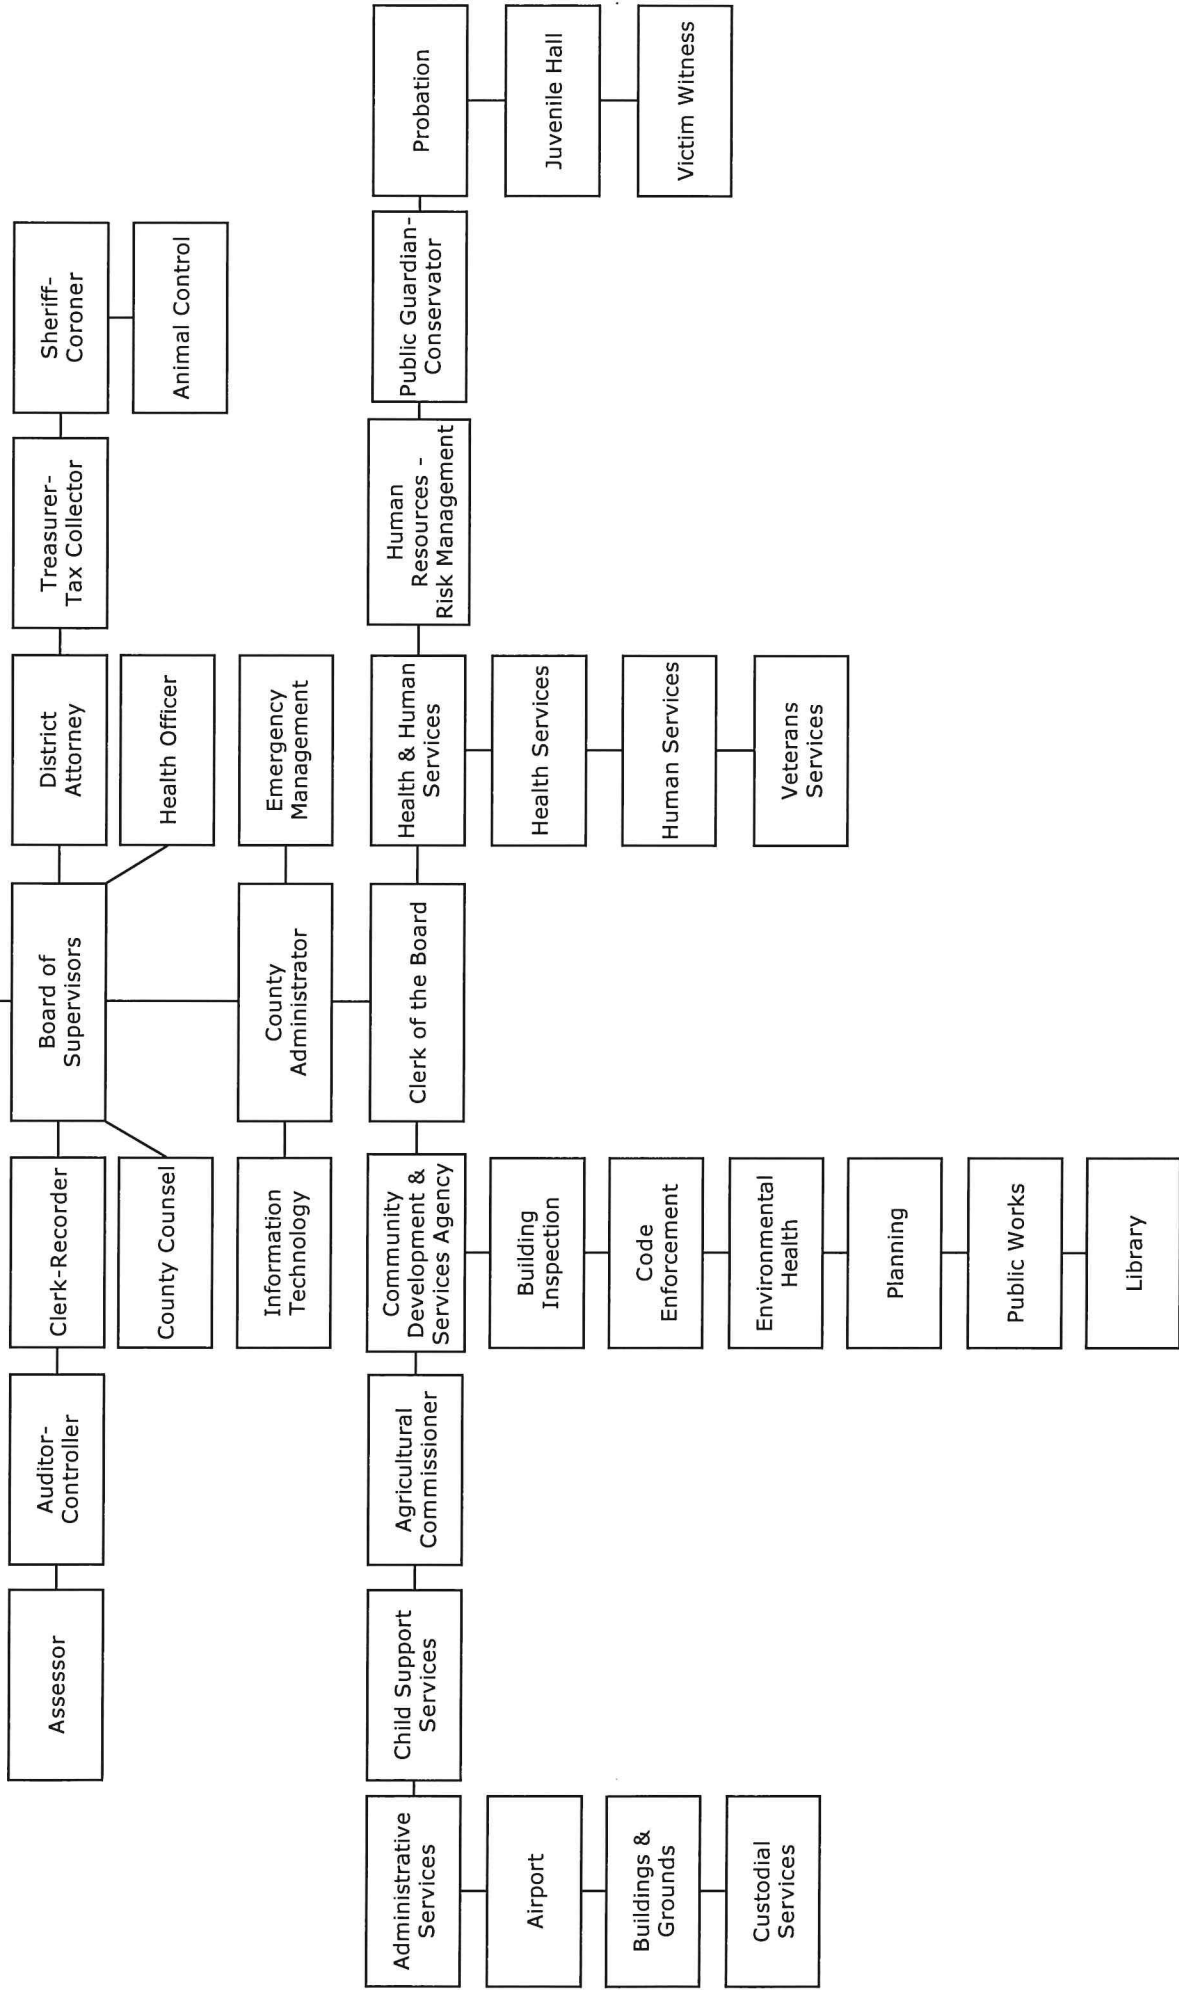 Assessor
Auditor-
Controller
Clerk-Recorder
Board of
Supervisors
District
Attorney
Treasurer-
Tax Collector
Sheriff-
Coroner
County Counsel
Health Officer
Animal Control
Information
Technology
County
Administrator
Emergency
Management
Administrative
Services
Child Support
Services
Agricultural
Commissioner
Community
Development &
Services Agency
Clerk of the Board
Health & Human
Services
Human
Resources -
Risk Management
Public Guardian-
Conservator
Probation
Airport
Buildings &
Grounds
Custodial
Services
Building
Inspection
Code
Enforcement
Environmental
Health
Planning
Public Works
Library
Health Services
Human Services
Veterans
Services
Juvenile Hall
Victim Witness